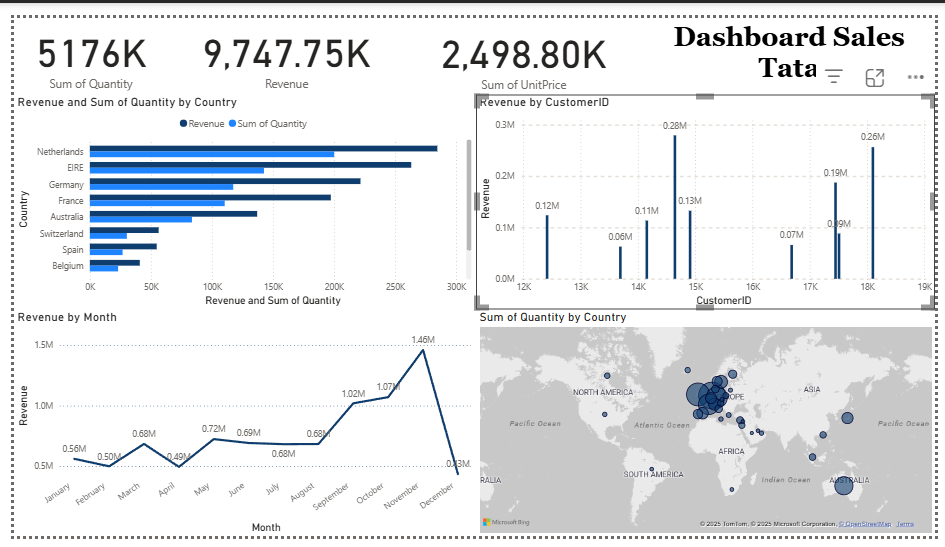 5176K
Sum of Quantity
9,747.75K
Revenue
2,498.80K
Sum of UnitPrice
Dashboard Sales
Tata
Revenue and Sum of Quantity by Country
Revenue Sum of Quantity
Country
Netherlands
EIRE
Germany
France
Australia
Switzerland
Spain
Belgium
0K 50K 100K 150K 200K 250K 300K
Revenue and Sum of Quantity
Revenue by CustomerID
Revenue
0.3M
0.2M
0.1M
0.0M
0.12M
0.06M
0.11M
0.28M
0.13M
0.07M
0.19M
0.09M
0.26M
12K 13K 14K 15K 16K 17K 18K 19K
CustomerID
Revenue by Month
Revenue
1.5M
1.0M
0.5M
0.56M
0.50M
0.68M
0.49M
0.72M
0.69M
0.68M
0.68M
1.02M
1.07M
1.46M
0.43M
January
February
March
April
May
June
July
August
September
October
November
December
Month
Sum of Quantity by Country
NORTH AMERICA
OPE
ASIA
Pacific Ocean
Atlantic Ocean
Pacific Ocean
AFRICA
SOUTH AMERICA
Indian Ocean
RALIA
AUSTRALIA
Microsoft Bing
© 2025 TomTom, © 2025 Microsoft Corporation, © OpenStreetMap Terms